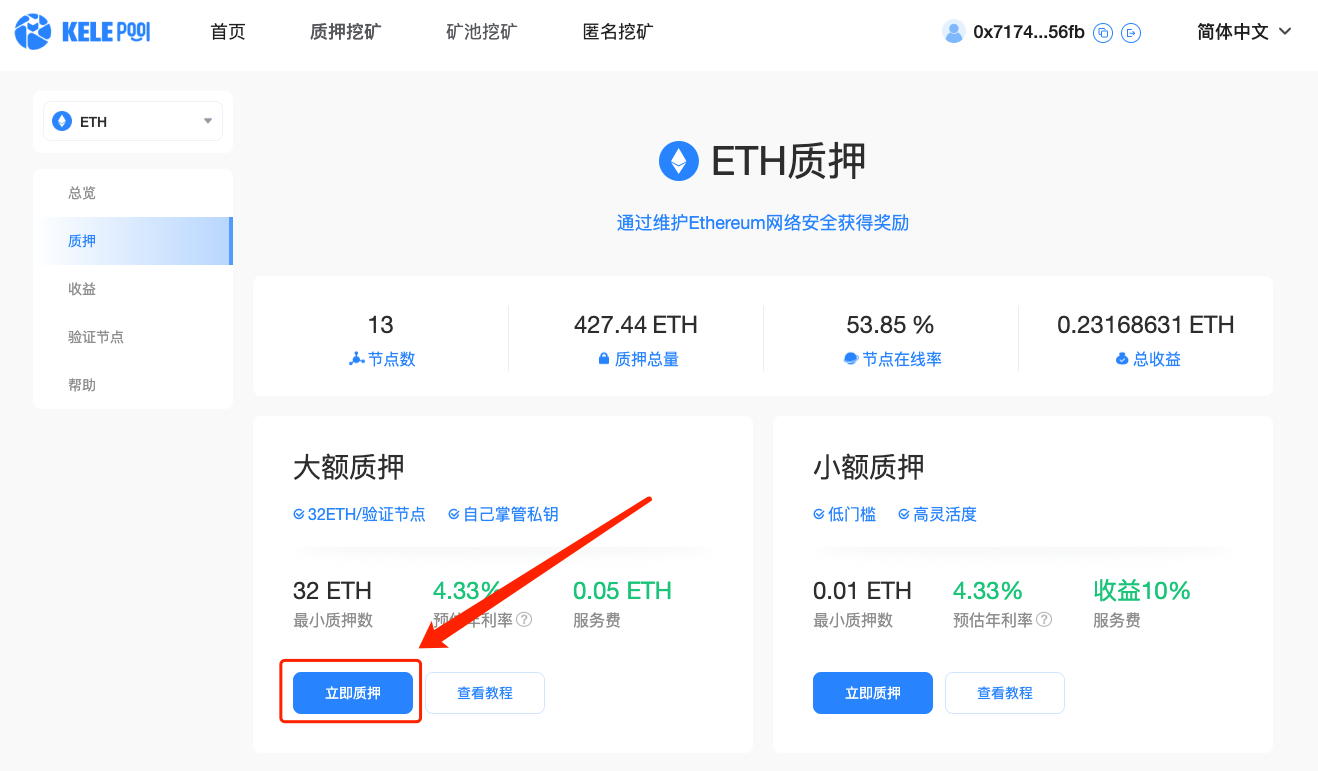 KELE POOl 首页 质押挖矿 矿池挖矿 匿名挖矿 0x7174...56fb 简体中文
ETH
总览
质押
收益
验证节点
帮助
ETH质押
通过维护Ethereum网络安全获得奖励
13 427.44 ETH 53.85 % 0.23168631 ETH
节点数 质押总量 节点在线率 总收益
大额质押
32ETH/验证节点 自己掌管私钥
32 ETH 4.33% 0.05 ETH
最小质押数 预估年利率 ? 服务费
立即质押 查看教程
小额质押
低门槛 高灵活度
0.01 ETH 4.33% 收益10%
最小质押数 预估年利率 ? 服务费
立即质押 查看教程